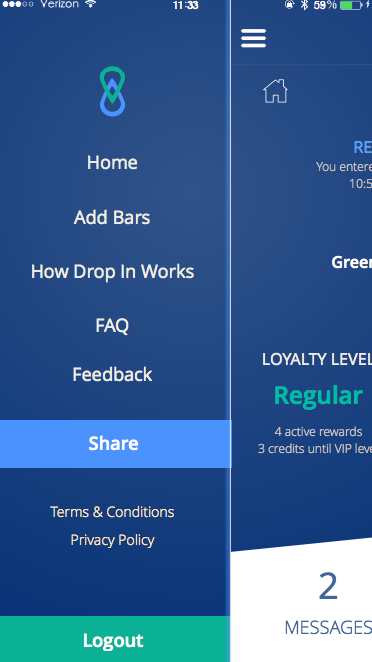 Verizon
11:33
59%
Home
Add Bars
How Drop In Works
FAQ
Feedback
Share
Terms & Conditions
Privacy Policy
Logout
RE
You entere
10:5
Green
LOYALTY LEVEL
Regular
4 active rewards
3 credits until VIP leve
2
MESSAGES